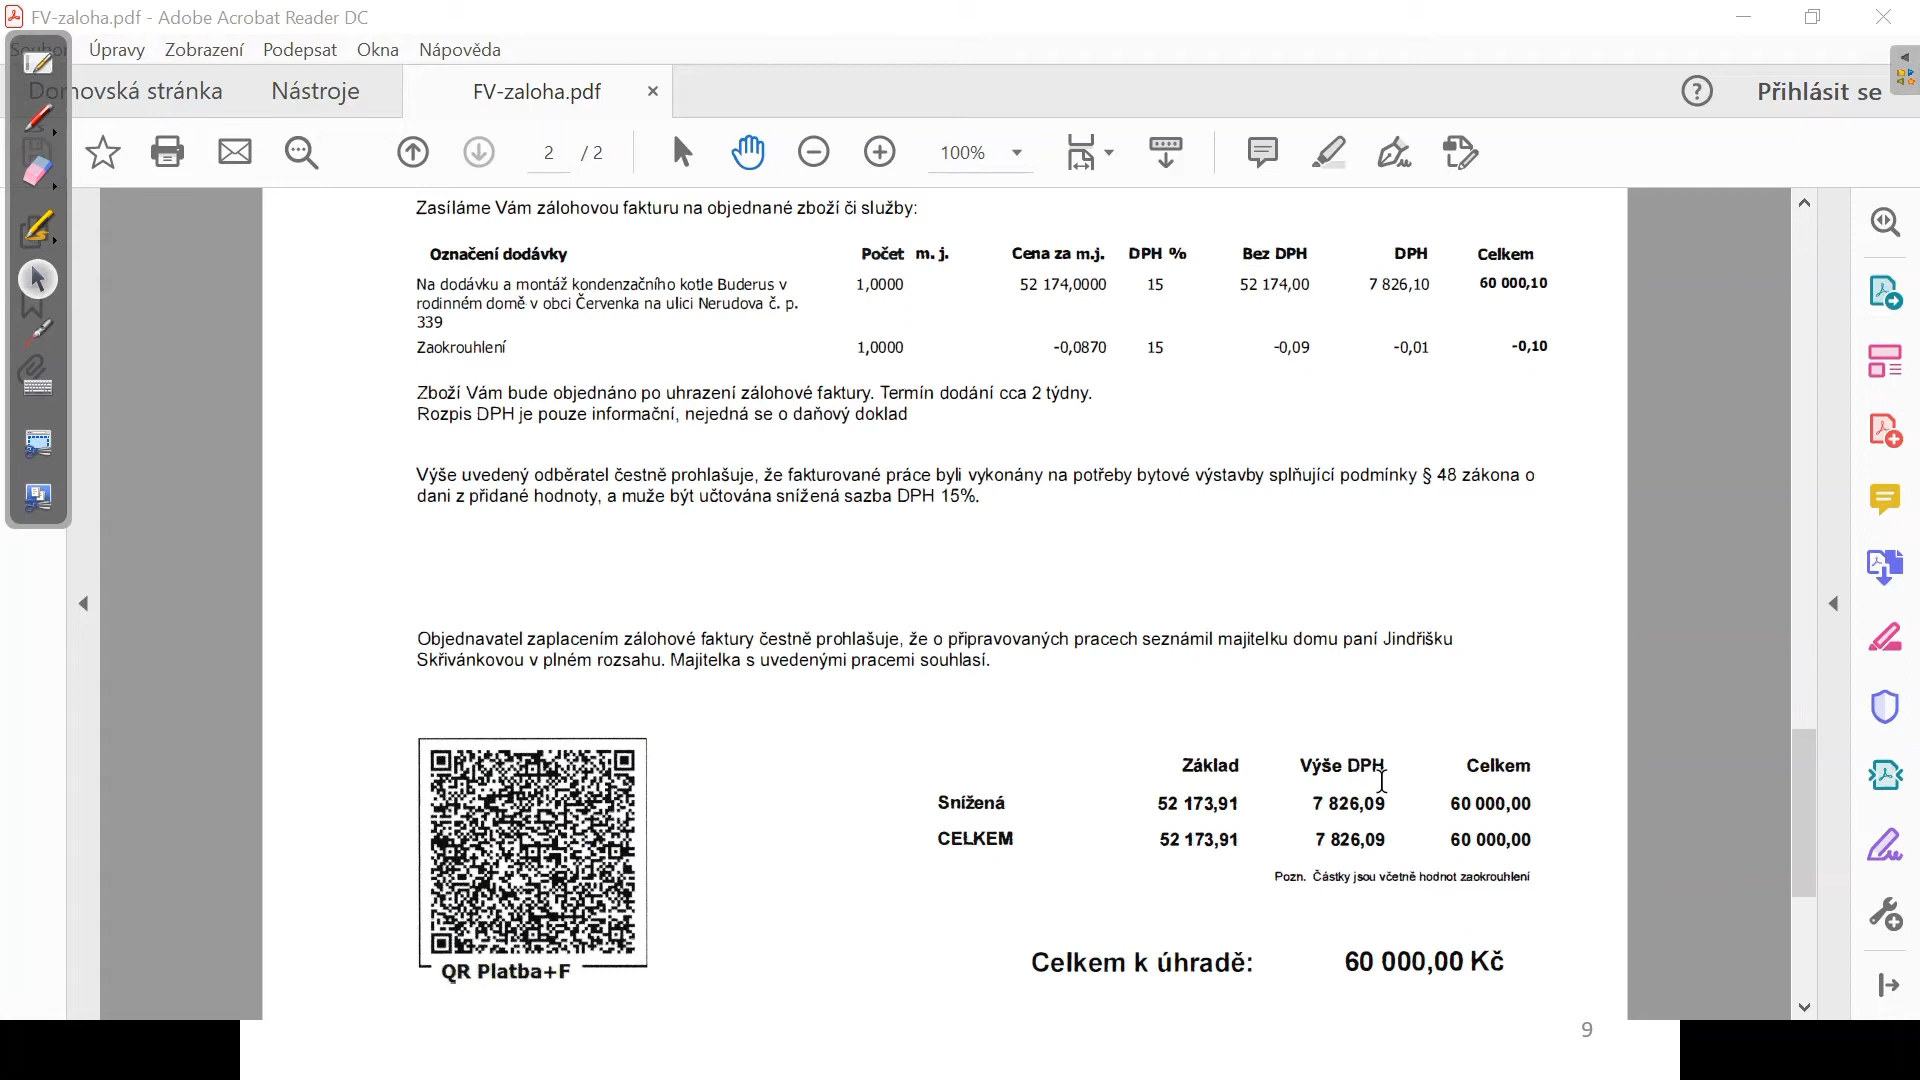 FV-zaloha.pdf - Adobe Acrobat Reader DC
Úpravy Zobrazení Podepsat Okna Nápověda
Domovská stránka Nástroje FV-zaloha.pdf × Přihlásit se
2 / 2 100%
Zasíláme Vám zálohovou fakturu na objednané zboží či služby:
Označení dodávky Počet m. j. Cena za m.j. DPH % Bez DPH DPH Celkem
Na dodávku a montáž kondenzačního kotle Buderus v 1,0000 52 174,0000 15 52 174,00 7 826,10 60 000,10
rodinném domě v obci Červenka na ulici Nerudova č. p.
339
Zaokrouhlení 1,0000 -0,0870 15 -0,09 -0,01 -0,10
Zboží Vám bude objednáno po uhrazení zálohové faktury. Termín dodání cca 2 týdny.
Rozpis DPH je pouze informační, nejedná se o daňový doklad
Výše uvedený odběratel čestně prohlašuje, že fakturované práce byli vykonány na potřeby bytové výstavby splňující podmínky § 48 zákona o
dani z přidané hodnoty, a muže být učtována snížená sazba DPH 15%.
Objednavatel zaplacením zálohové faktury čestně prohlašuje, že o připravovaných pracech seznámil majitelku domu paní Jindřišku
Skřivánkovou v plném rozsahu. Majitelka s uvedenými pracemi souhlasí.
Základ Výše DPH Celkem
Snížená 52 173,91 7 826,09 60 000,00
CELKEM 52 173,91 7 826,09 60 000,00
Pozn. Částky jsou včetně hodnot zaokrouhlení
QR Platba+F
Celkem k úhradě: 60 000,00 Kč
9